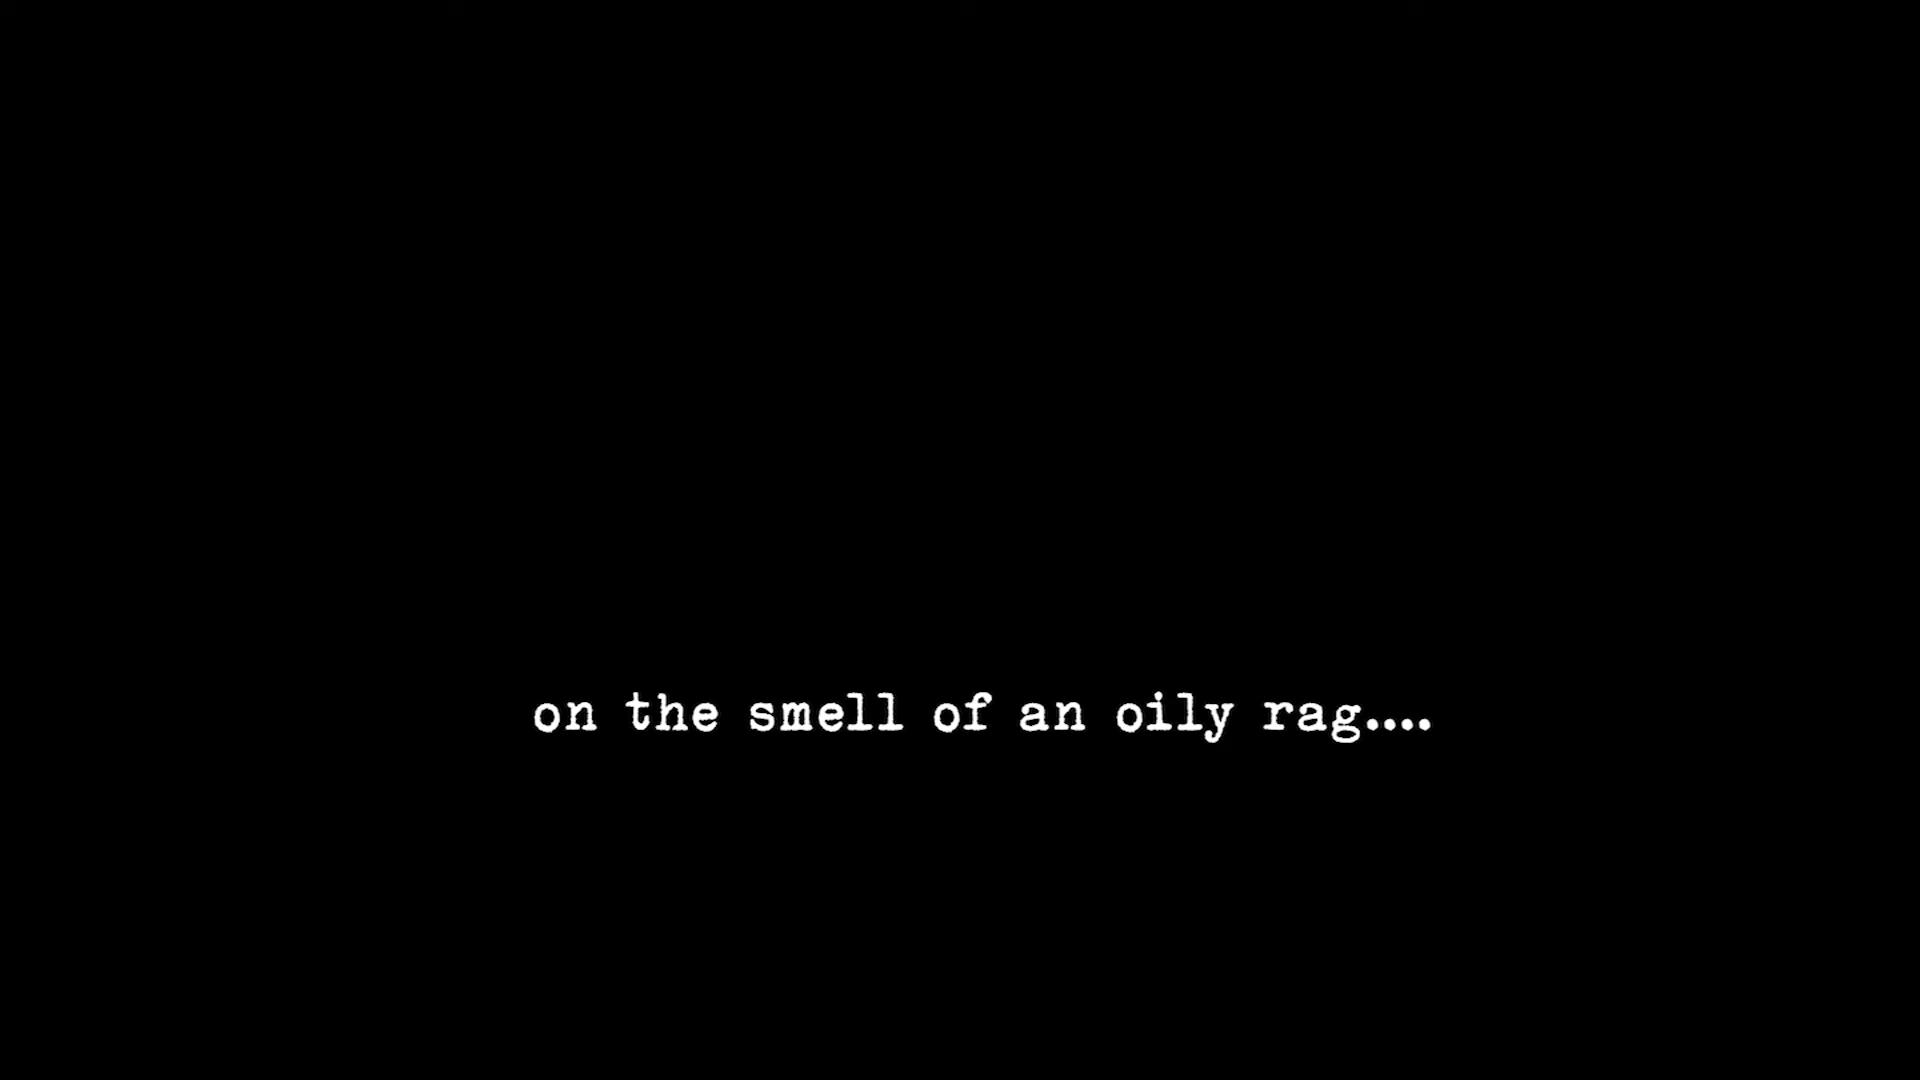 on the smell of an oily rag....